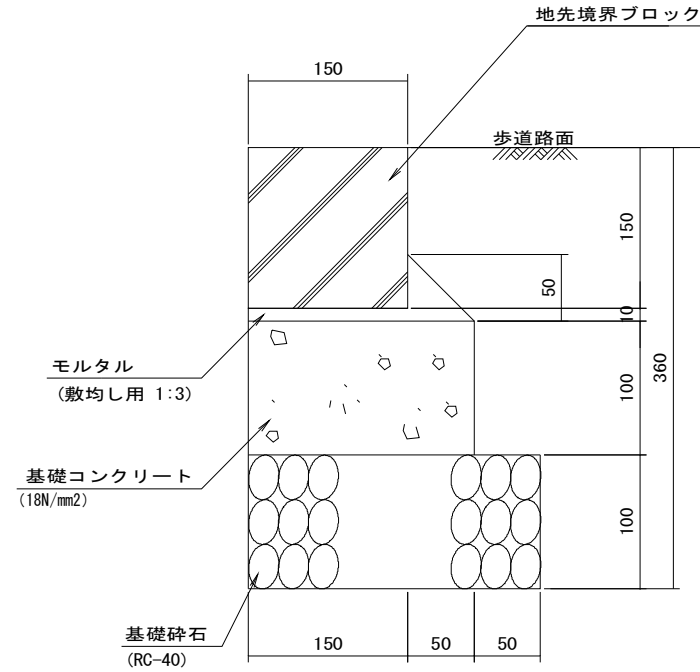 地先境界ブロック
150
歩道路面
150
50
10
360
モルタル
(敷均し用 1:3)
100
基礎コンクリート
(18N/mm2)
100
基礎砕石
(RC-40)
150
50
50